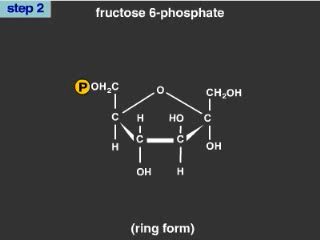 step 2
fructose 6-phosphate
P OH2C
O
CH2OH
C H HO C
C C
H OH
OH H
(ring form)